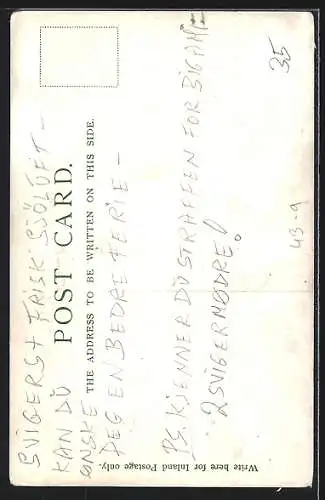 POST CARD.
THE ADDRESS TO BE WRITTEN ON THIS SIDE.
Write here for Inland Postage only.
SVIGERS + FRISK SJÖLUFT -
KAN DU
ØNSKE
DEG EN BEDRE FERIE -
PS. KJENNER DU STRAFFEN FOR BIGAMI =
2 SVIGERMØDRE!
43-9
35